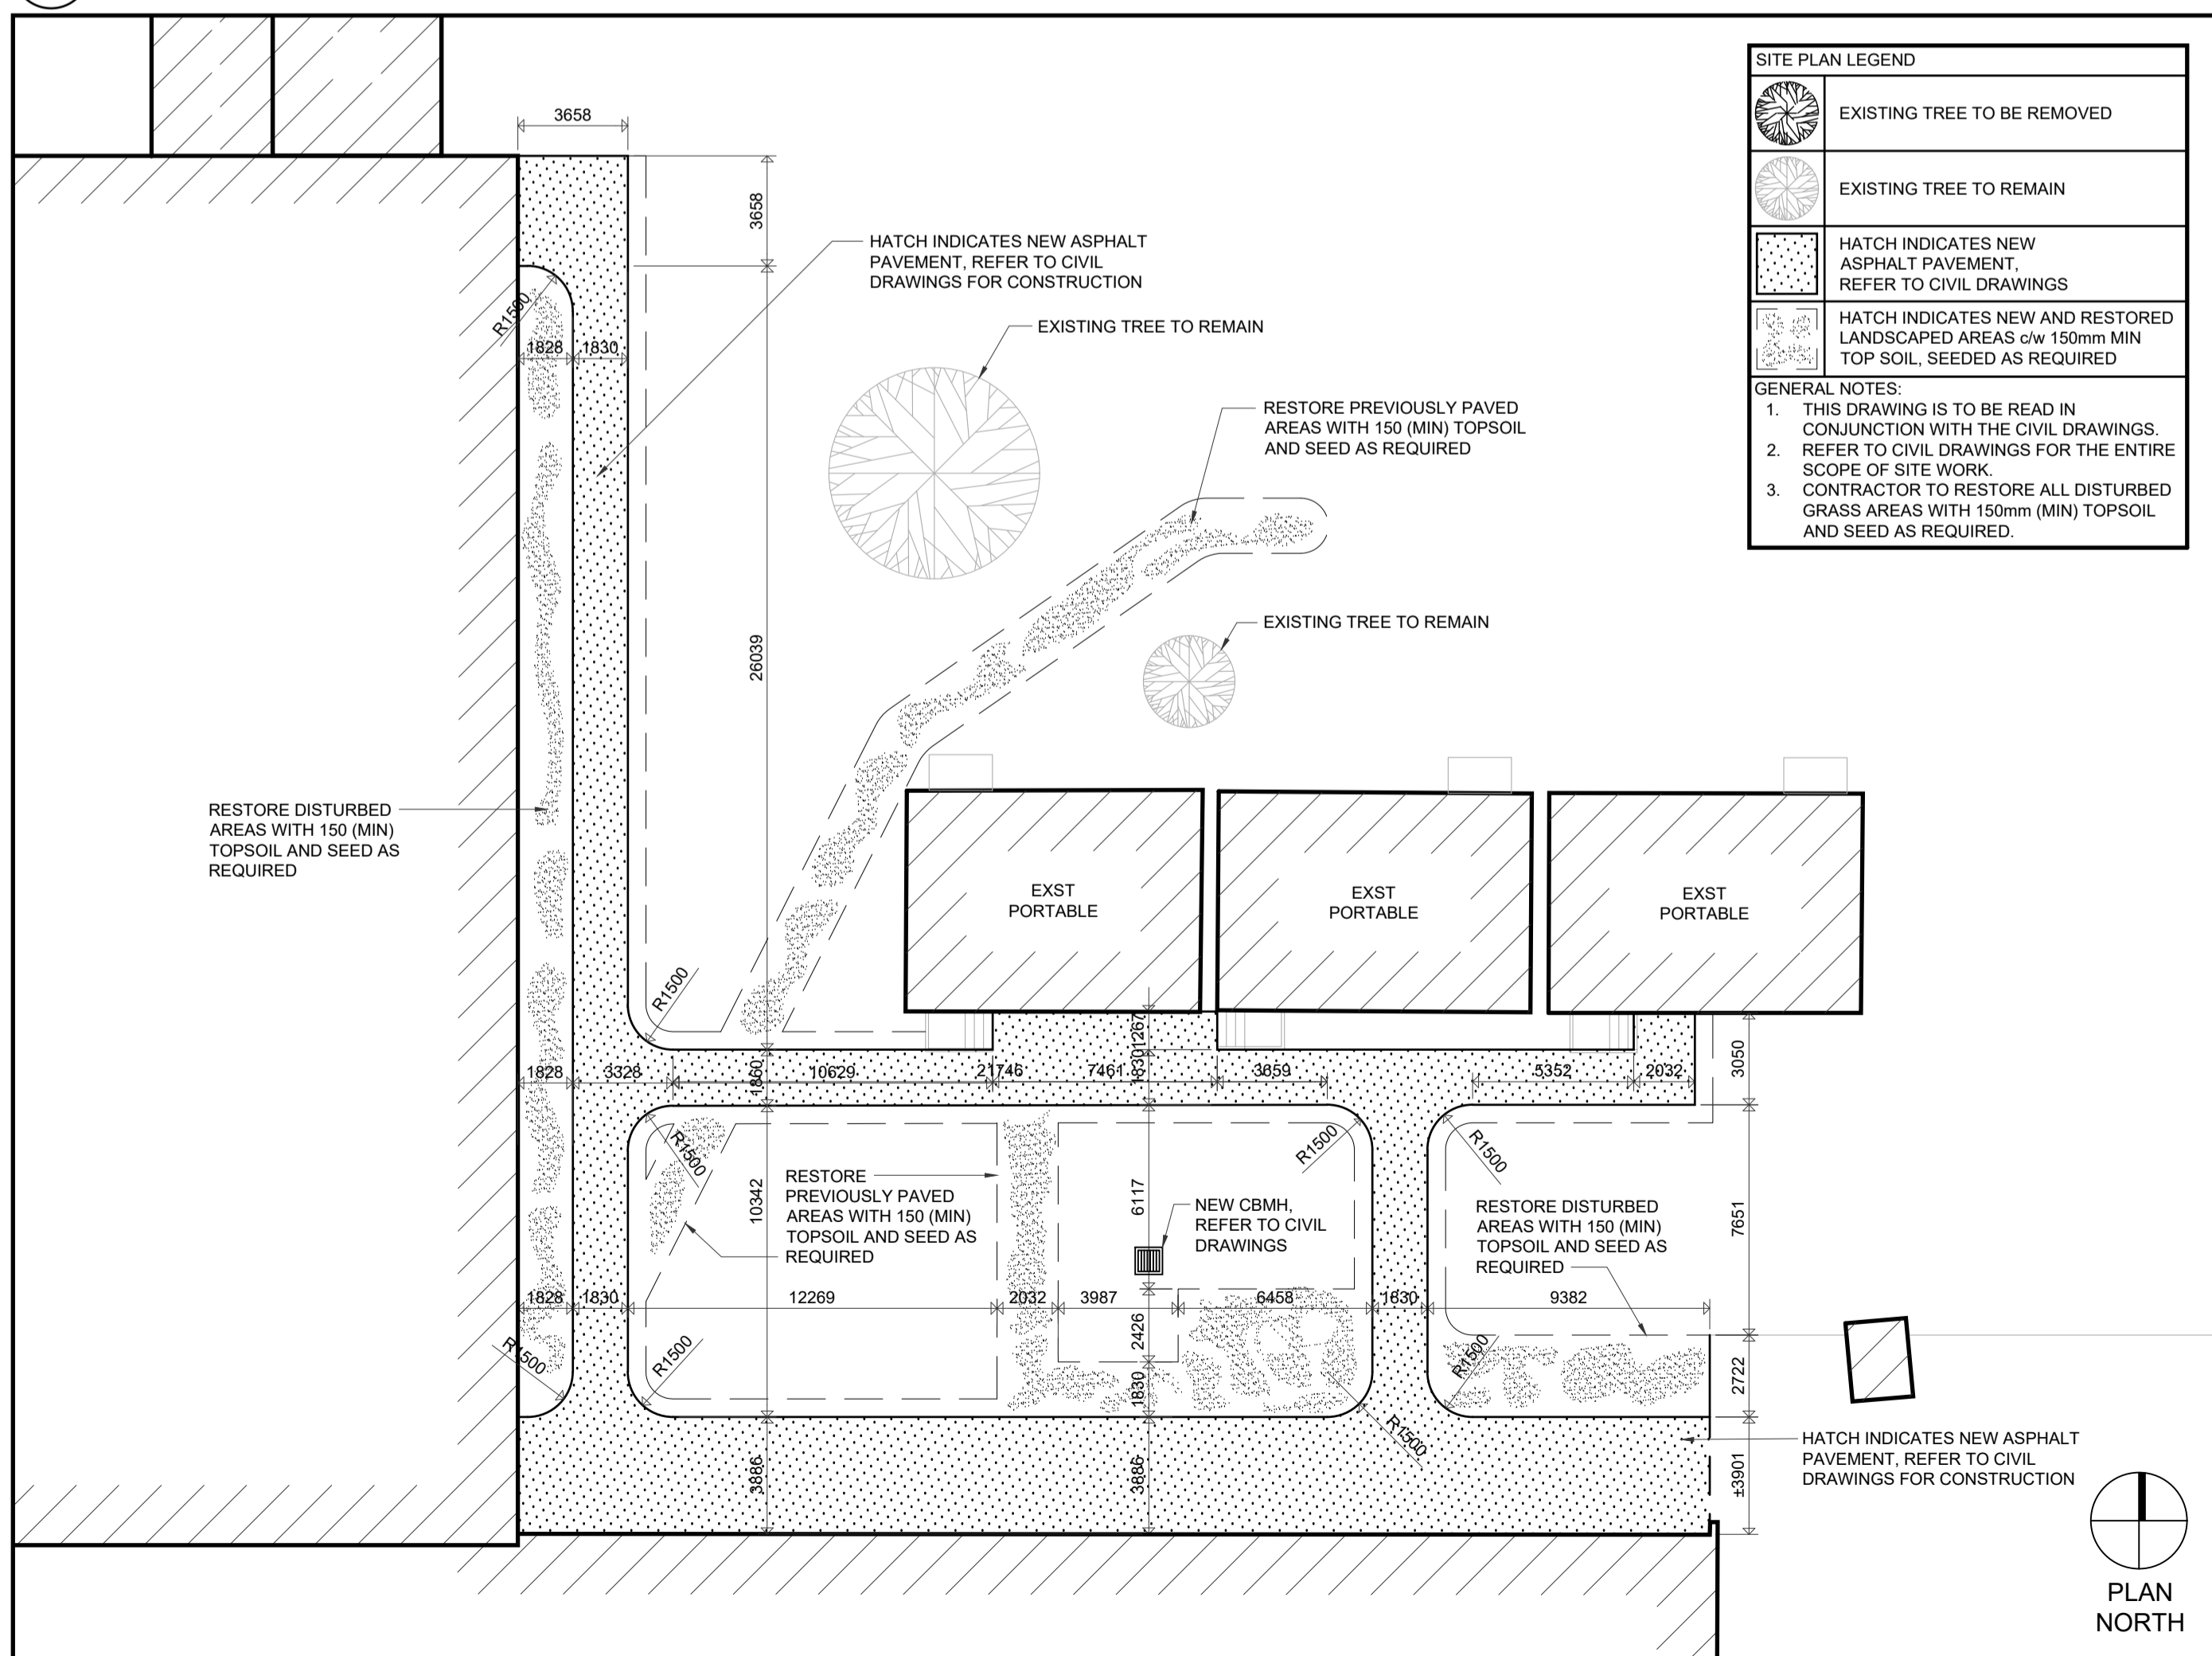 SITE PLAN LEGEND
EXISTING TREE TO BE REMOVED
EXISTING TREE TO REMAIN
HATCH INDICATES NEW
ASPHALT PAVEMENT,
REFER TO CIVIL DRAWINGS
HATCH INDICATES NEW AND RESTORED
LANDSCAPED AREAS c/w 150mm MIN
TOP SOIL, SEEDED AS REQUIRED
GENERAL NOTES:
1. THIS DRAWING IS TO BE READ IN
CONJUNCTION WITH THE CIVIL DRAWINGS.
2. REFER TO CIVIL DRAWINGS FOR THE ENTIRE
SCOPE OF SITE WORK.
3. CONTRACTOR TO RESTORE ALL DISTURBED
GRASS AREAS WITH 150mm (MIN) TOPSOIL
AND SEED AS REQUIRED.
3658
3658
HATCH INDICATES NEW ASPHALT
PAVEMENT, REFER TO CIVIL
DRAWINGS FOR CONSTRUCTION
R1500
EXISTING TREE TO REMAIN
1828
1830
RESTORE PREVIOUSLY PAVED
AREAS WITH 150 (MIN) TOPSOIL
AND SEED AS REQUIRED
EXISTING TREE TO REMAIN
26039
RESTORE DISTURBED
AREAS WITH 150 (MIN)
TOPSOIL AND SEED AS
REQUIRED
EXST
PORTABLE
EXST
PORTABLE
EXST
PORTABLE
R1500
1267
1828
3328
1860
10629
21746
7461
1830
3659
5352
2032
3050
R1500
R1500
R1500
RESTORE
PREVIOUSLY PAVED
AREAS WITH 150 (MIN)
TOPSOIL AND SEED AS
REQUIRED
10342
6117
NEW CBMH,
REFER TO CIVIL
DRAWINGS
RESTORE DISTURBED
AREAS WITH 150 (MIN)
TOPSOIL AND SEED AS
REQUIRED
7651
1828
1830
12269
2032
3987
6458
1830
9382
2426
R1500
R1500
R1500
1830
2722
R1500
3886
3886
±3901
HATCH INDICATES NEW ASPHALT
PAVEMENT, REFER TO CIVIL
DRAWINGS FOR CONSTRUCTION
PLAN
NORTH